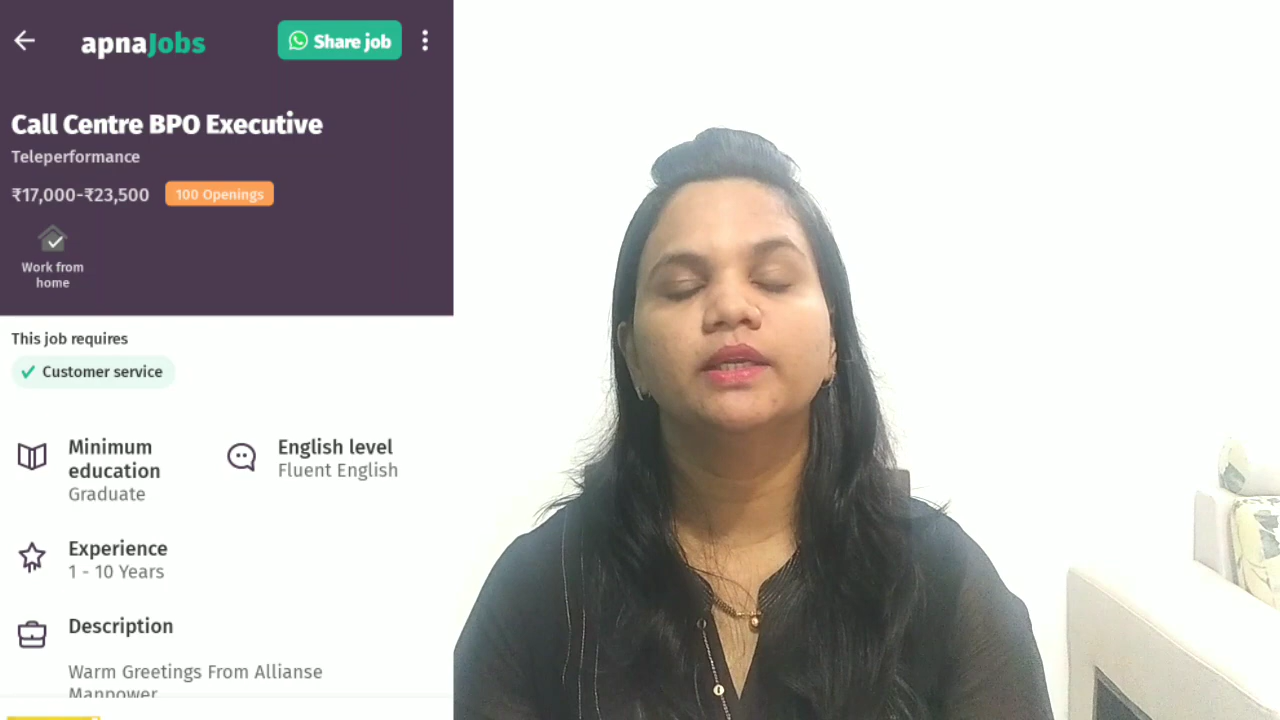 apnaJobs
Share job
Call Centre BPO Executive
Teleperformance
₹17,000-₹23,500
100 Openings
Work from
home
This job requires
Customer service
Minimum
education
Graduate
English level
Fluent English
Experience
1 - 10 Years
Description
Warm Greetings From Allianse
Manpower